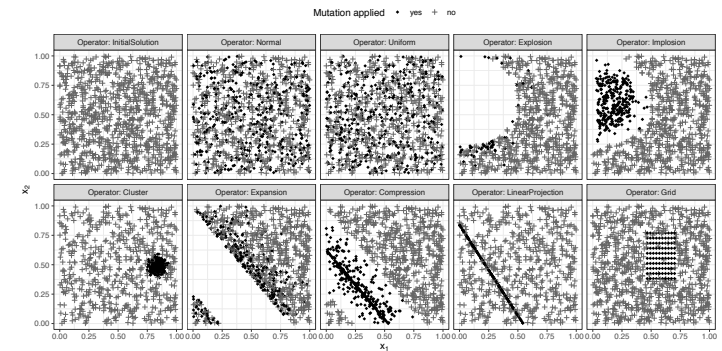 Mutation applied yes no
Operator: InitialSolution Operator: Normal Operator: Uniform Operator: Explosion Operator: Implosion
1.00
0.75
0.50
0.25
0.00
x2
Operator: Cluster Operator: Expansion Operator: Compression Operator: LinearProjection Operator: Grid
1.00
0.75
0.50
0.25
0.00
0.00 0.25 0.50 0.75 1.00 0.00 0.25 0.50 0.75 1.00 0.00 0.25 0.50 0.75 1.00 0.00 0.25 0.50 0.75 1.00 0.00 0.25 0.50 0.75 1.00
x1